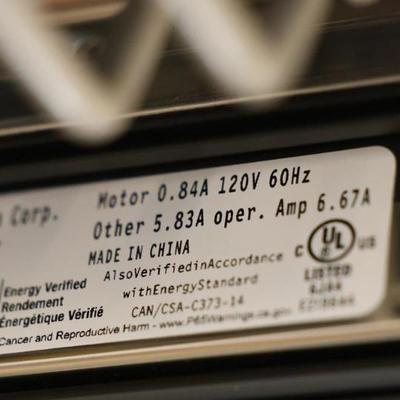 Corp.
Motor 0.84A 120V 60Hz
Other 5.83A oper. Amp 6.67A
MADE IN CHINA
AlsoVerifiedinAccordance
withEnergyStandard
CAN/CSA-C373-14
Energy Verified
Rendement
Énergétique Vérifié
C UL US
LISTED
Cancer and Reproductive Harm - www.P65Warnings.ca.gov